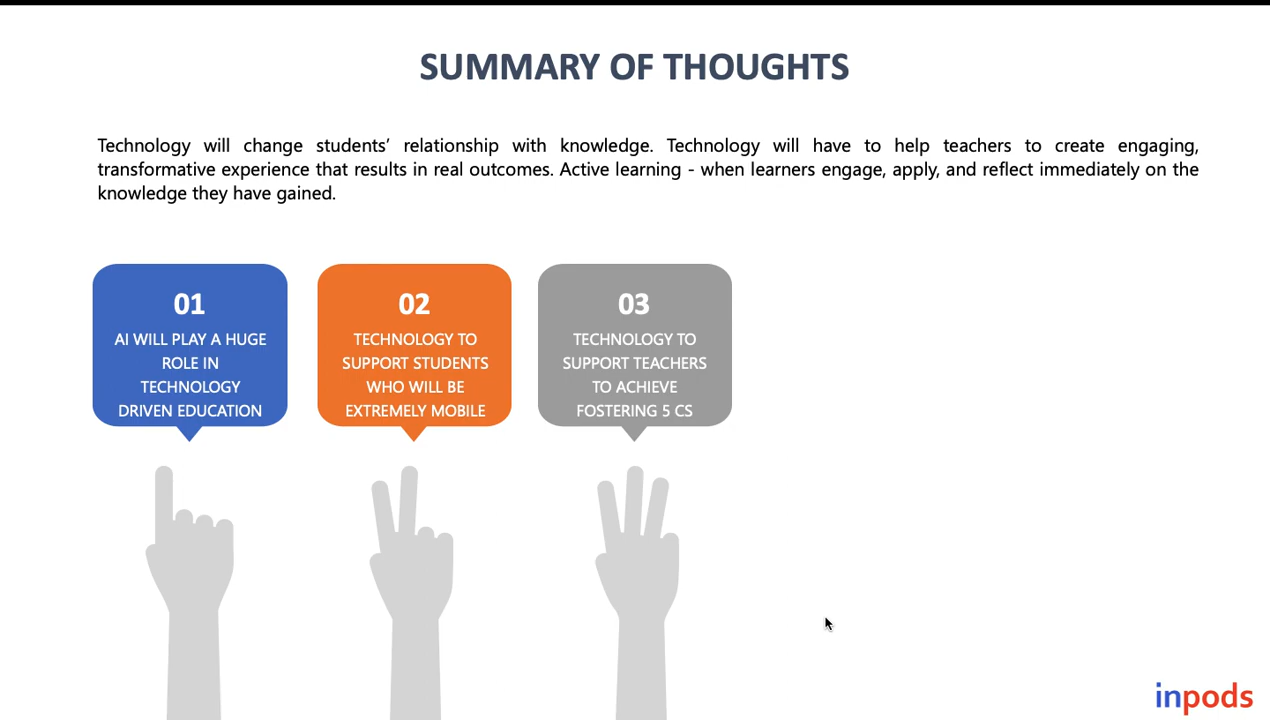 SUMMARY OF THOUGHTS
Technology will change students’ relationship with knowledge. Technology will have to help teachers to create engaging,
transformative experience that results in real outcomes. Active learning - when learners engage, apply, and reflect immediately on the
knowledge they have gained.
01
AI WILL PLAY A HUGE
ROLE IN
TECHNOLOGY
DRIVEN EDUCATION
02
TECHNOLOGY TO
SUPPORT STUDENTS
WHO WILL BE
EXTREMELY MOBILE
03
TECHNOLOGY TO
SUPPORT TEACHERS
TO ACHIEVE
FOSTERING 5 CS
inpods